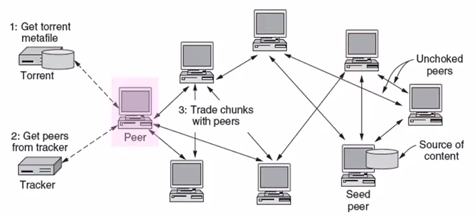 1: Get torrent
metafile
Torrent
2: Get peers
from tracker
Tracker
Peer
3: Trade chunks
with peers
Unchoked
peers
Source of
content
Seed
peer